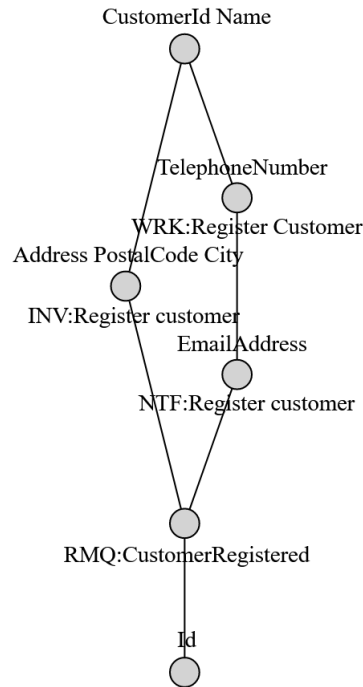 CustomerId Name
TelephoneNumber
WRK:Register Customer
Address PostalCode City
INV:Register customer
EmailAddress
NTF:Register customer
RMQ:CustomerRegistered
Id